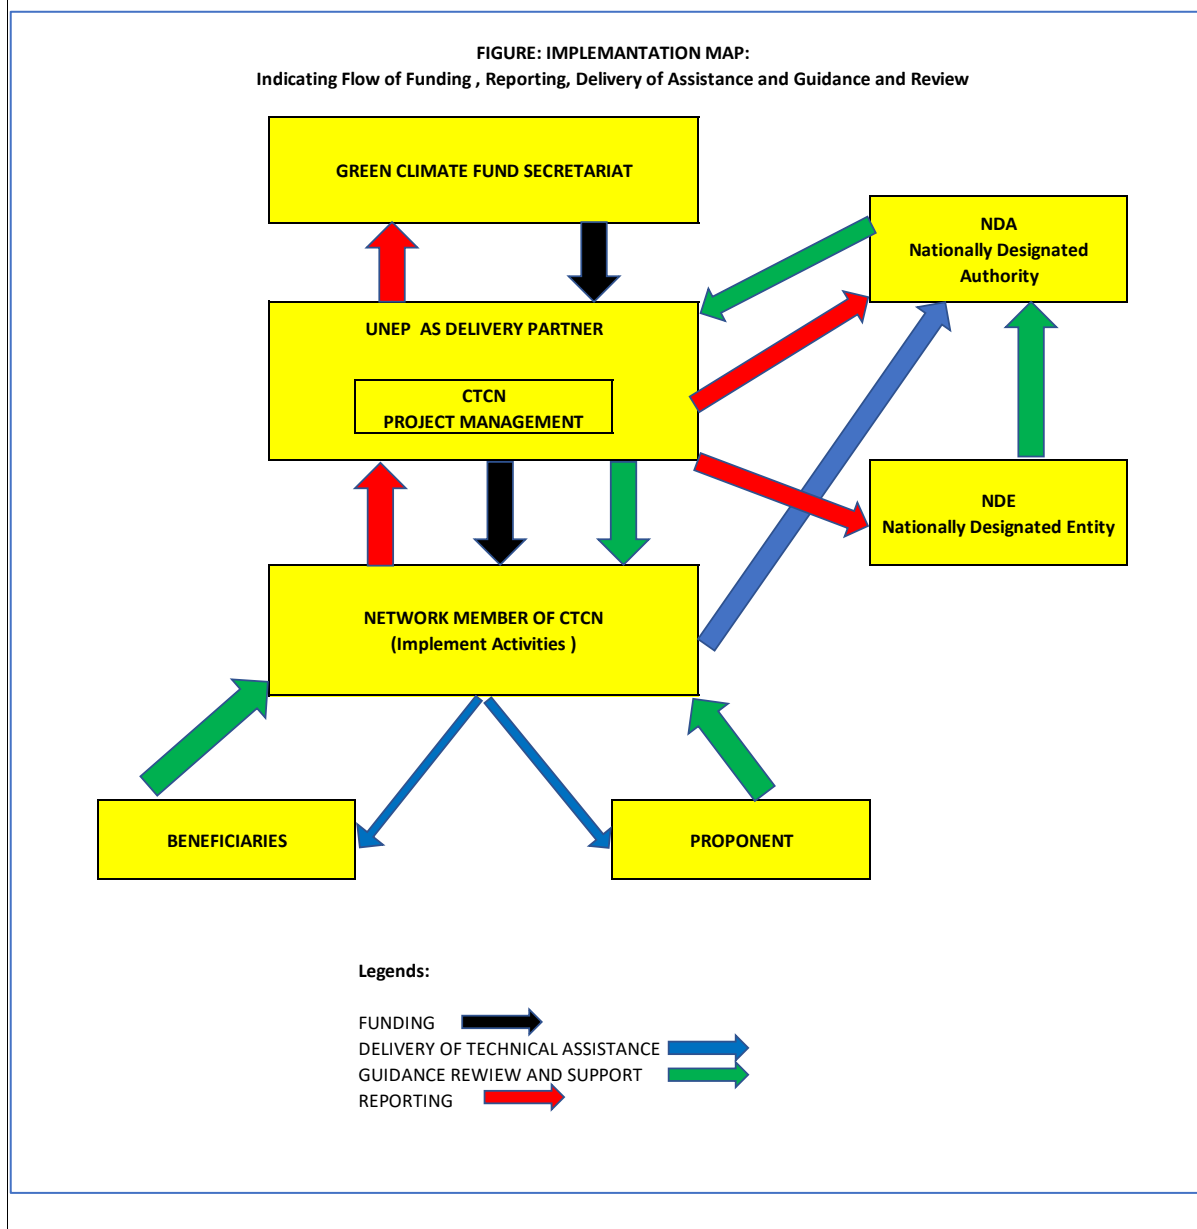 FIGURE: IMPLEMANTATION MAP:
Indicating Flow of Funding , Reporting, Delivery of Assistance and Guidance and Review
GREEN CLIMATE FUND SECRETARIAT
NDA
Nationally Designated
Authority
UNEP AS DELIVERY PARTNER
CTCN
PROJECT MANAGEMENT
NDE
Nationally Designated Entity
NETWORK MEMBER OF CTCN
(Implement Activities )
BENEFICIARIES
PROPONENT
Legends:
FUNDING
DELIVERY OF TECHNICAL ASSISTANCE
GUIDANCE REWIEW AND SUPPORT
REPORTING